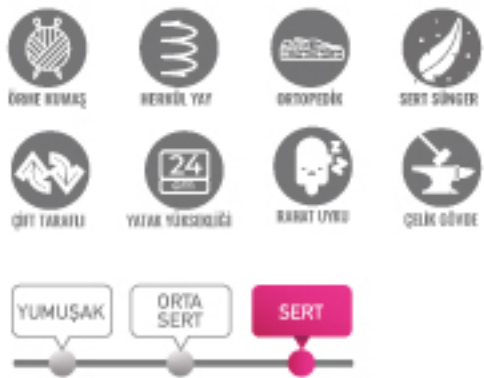 ÖRME KUMAŞ HERKÜL YAY ORTOPEDİK SERT SÜNGER
24
cm
ÇİFT TARAFLI YATAK YÜKSEKLİĞİ RAHAT UYKU ÇELİK GÖVDE
YUMUŞAK ORTA SERT SERT